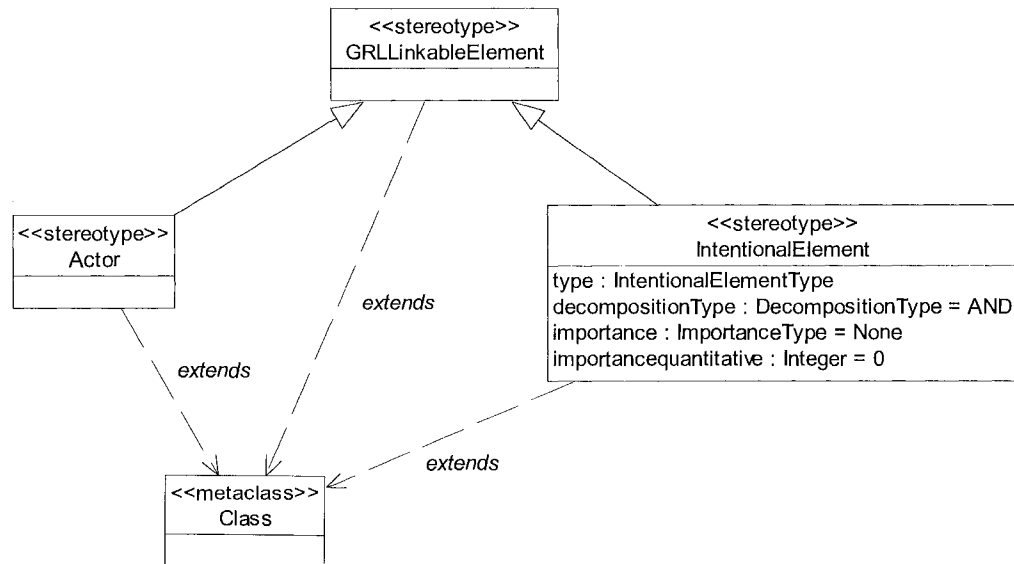 <<stereotype>>
GRLLinkableElement
<<stereotype>>
Actor
<<stereotype>>
IntentionalElement
type : IntentionalElementType
decompositionType : DecompositionType = AND
importance : ImportanceType = None
importancequantitative : Integer = 0
extends
extends
extends
<<metaclass>>
Class